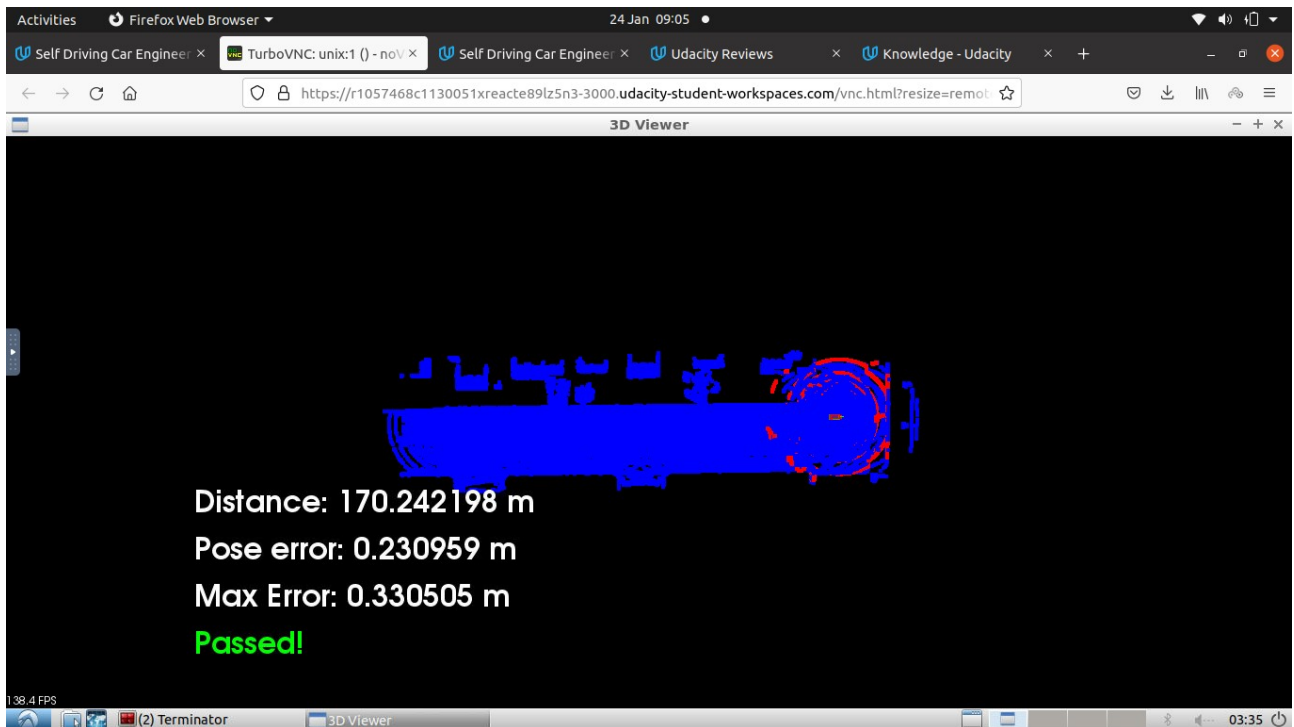 Activities Firefox Web Browser 24 Jan 09:05
Self Driving Car Engineer TurboVNC: unix:1 () - noV Self Driving Car Engineer Udacity Reviews Knowledge - Udacity
https://r1057468c1130051xreacte89lz5n3-3000.udacity-student-workspaces.com/vnc.html?resize=remot
3D Viewer
Distance: 170.242198 m
Pose error: 0.230959 m
Max Error: 0.330505 m
Passed!
138.4 FPS
(2) Terminator 3D Viewer 03:35